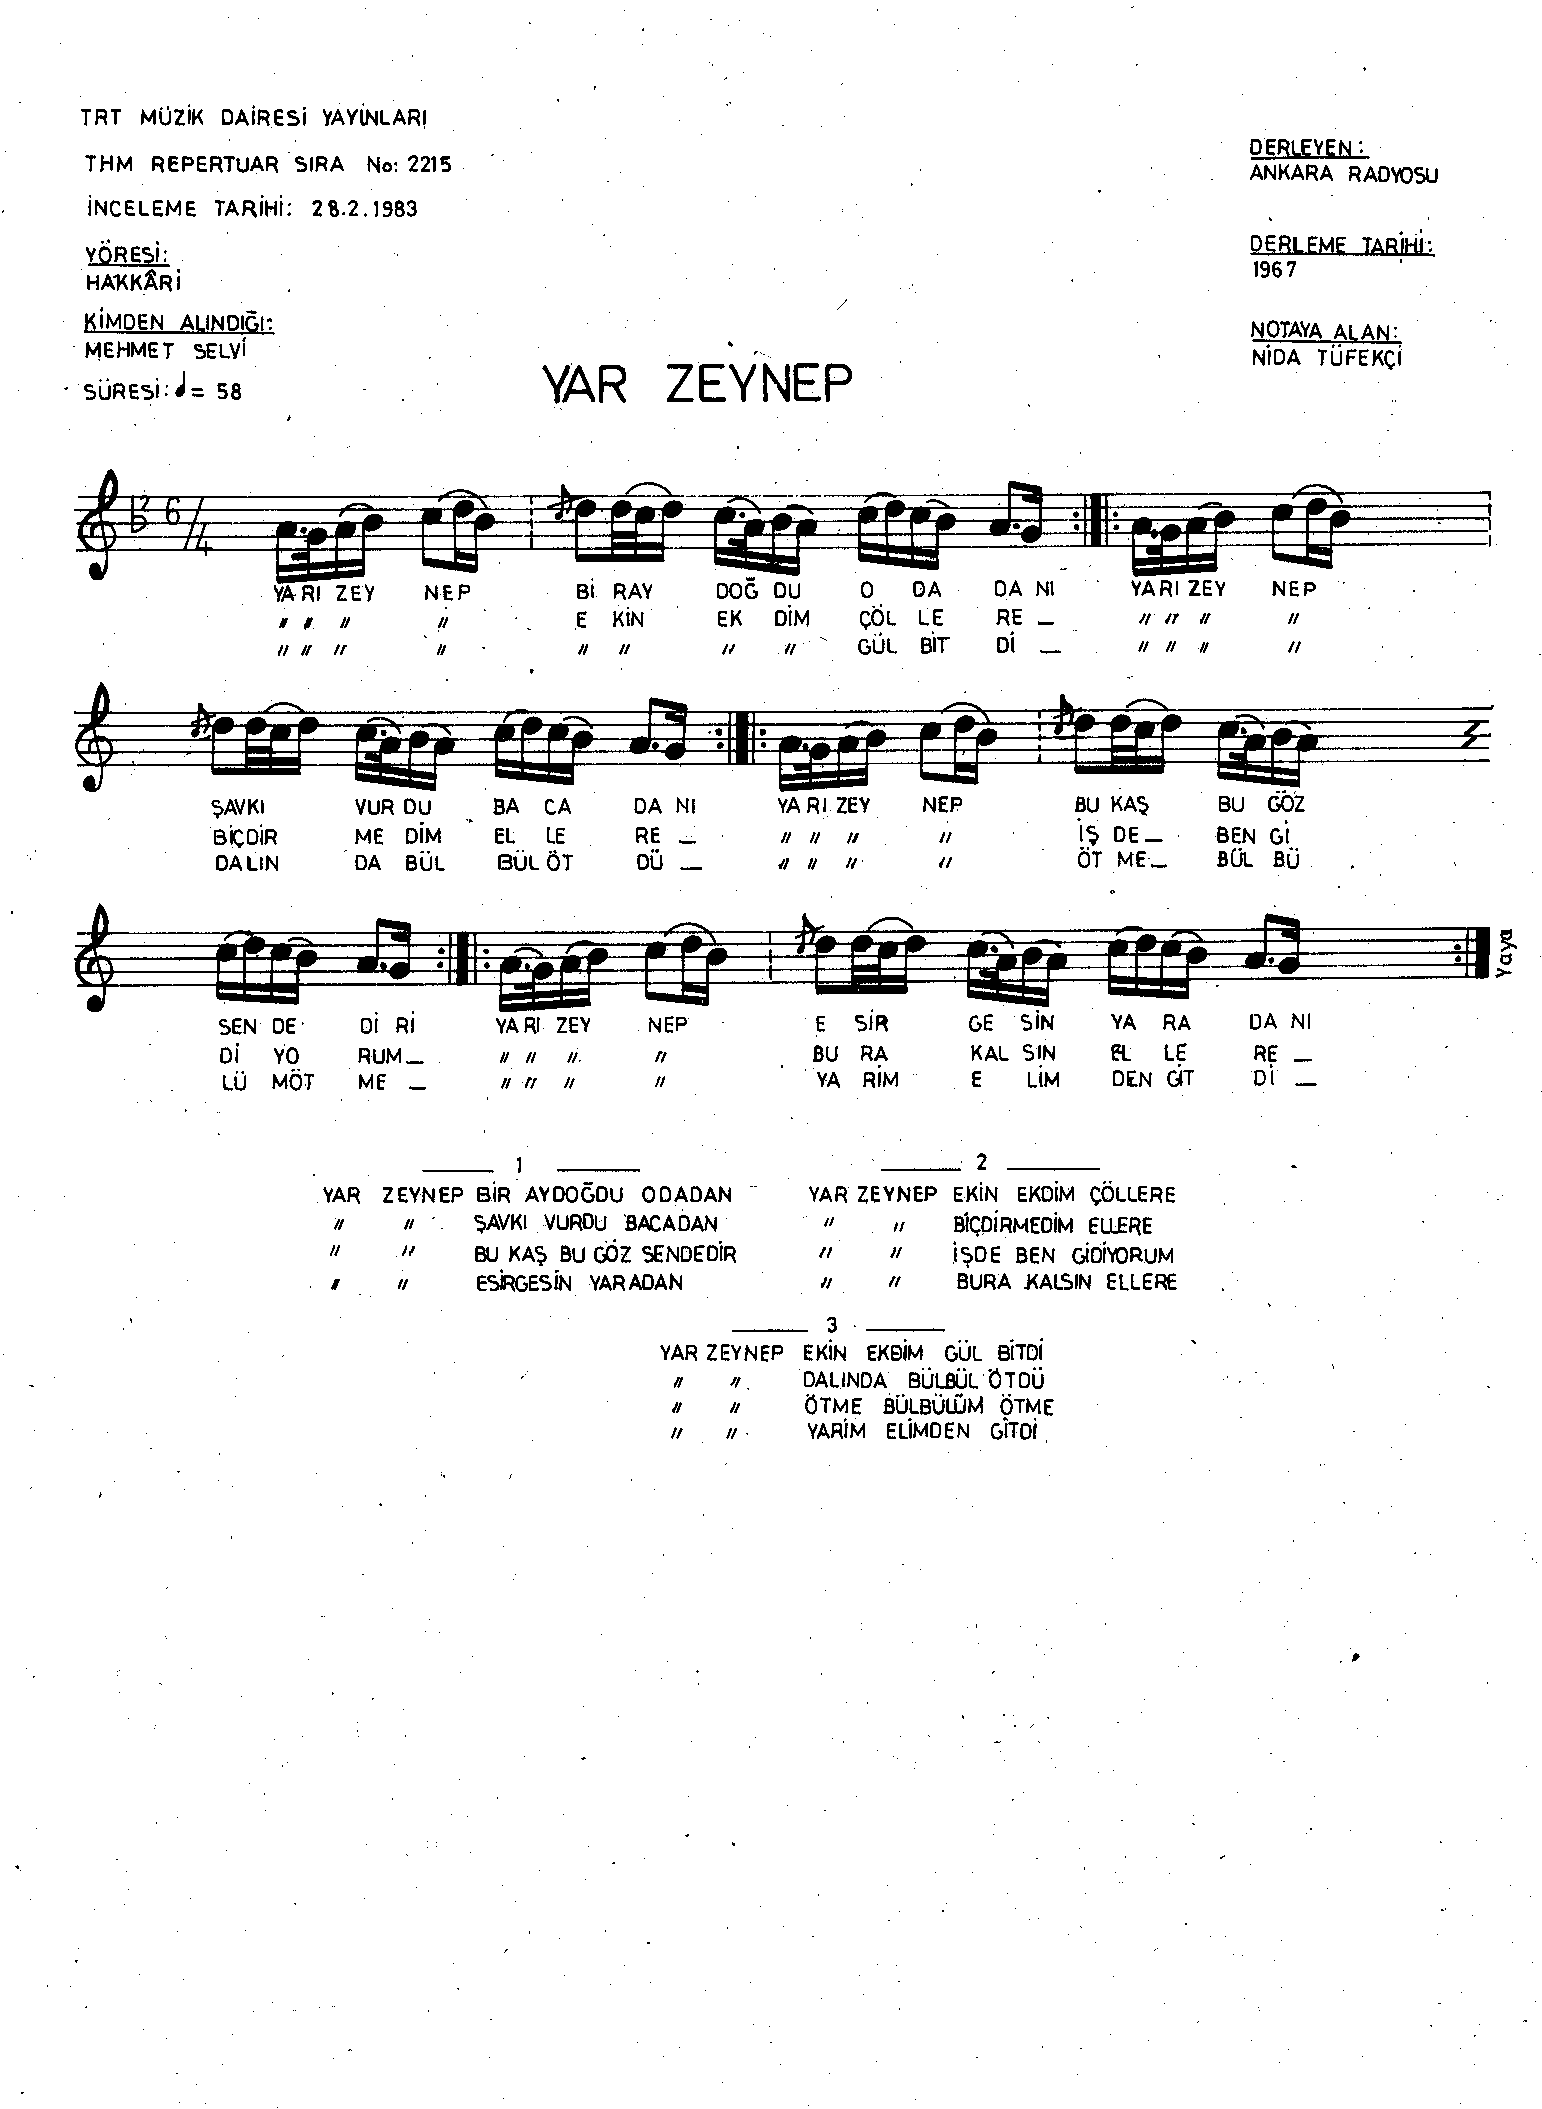 TRT MÜZİK DAİRESİ YAYINLARI
THM REPERTUAR SIRA No: 2215
İNCELEME TARİHİ: 28.2.1983
YÖRESİ:
HAKKÂRİ
KİMDEN ALINDIĞI:
MEHMET SELVİ
SÜRESİ: ♩= 58
DERLEYEN:
ANKARA RADYOSU
DERLEME TARİHİ:
1967
NOTAYA ALAN:
NİDA TÜFEKÇİ
YAR ZEYNEP
6/4
YA RI ZEY NEP Bİ RAY DOĞ DU O DA DA NI YA RI ZEY NEP
〃 〃 〃 〃 E KİN EK DİM ÇÖL LE RE _ 〃 〃 〃 〃
〃 〃 〃 〃 〃 〃 〃 〃 GÜL BİT Dİ _ 〃 〃 〃 〃
ŞAVKI VUR DU BA CA DA NI YA RI ZEY NEP BU KAŞ BU GÖZ
BİÇDİR ME DİM EL LE RE _ 〃 〃 〃 〃 İŞ DE _ BEN Gİ
DALIN DA BÜL BÜL ÖT DÜ _ 〃 〃 〃 〃 ÖT ME _ BÜL BÜ
SEN DE Dİ Rİ YA RI ZEY NEP E SİR GE SİN YA RA DA NI
Dİ YO RUM _ 〃 〃 〃 〃 BU RA KAL SIN EL LE RE _
LÜ MÖT ME _ 〃 〃 〃 〃 YA RİM E LİM DEN GİT Dİ _
Yaya
1
YAR ZEYNEP BİR AYDOĞDU ODADAN
〃 〃 ŞAVKI VURDU BACADAN
〃 〃 BU KAŞ BU GÖZ SENDEDİR
〃 〃 ESİRGESİN YARADAN
2
YAR ZEYNEP EKİN EKDİM ÇÖLLERE
〃 〃 BİÇDİRMEDİM ELLERE
〃 〃 İŞDE BEN GİDİYORUM
〃 〃 BURA KALSIN ELLERE
3
YAR ZEYNEP EKİN EKDİM GÜL BİTDİ
〃 〃 DALINDA BÜLBÜL ÖTDÜ
〃 〃 ÖTME BÜLBÜLÜM ÖTME
〃 〃 YARİM ELİMDEN GİTDİ